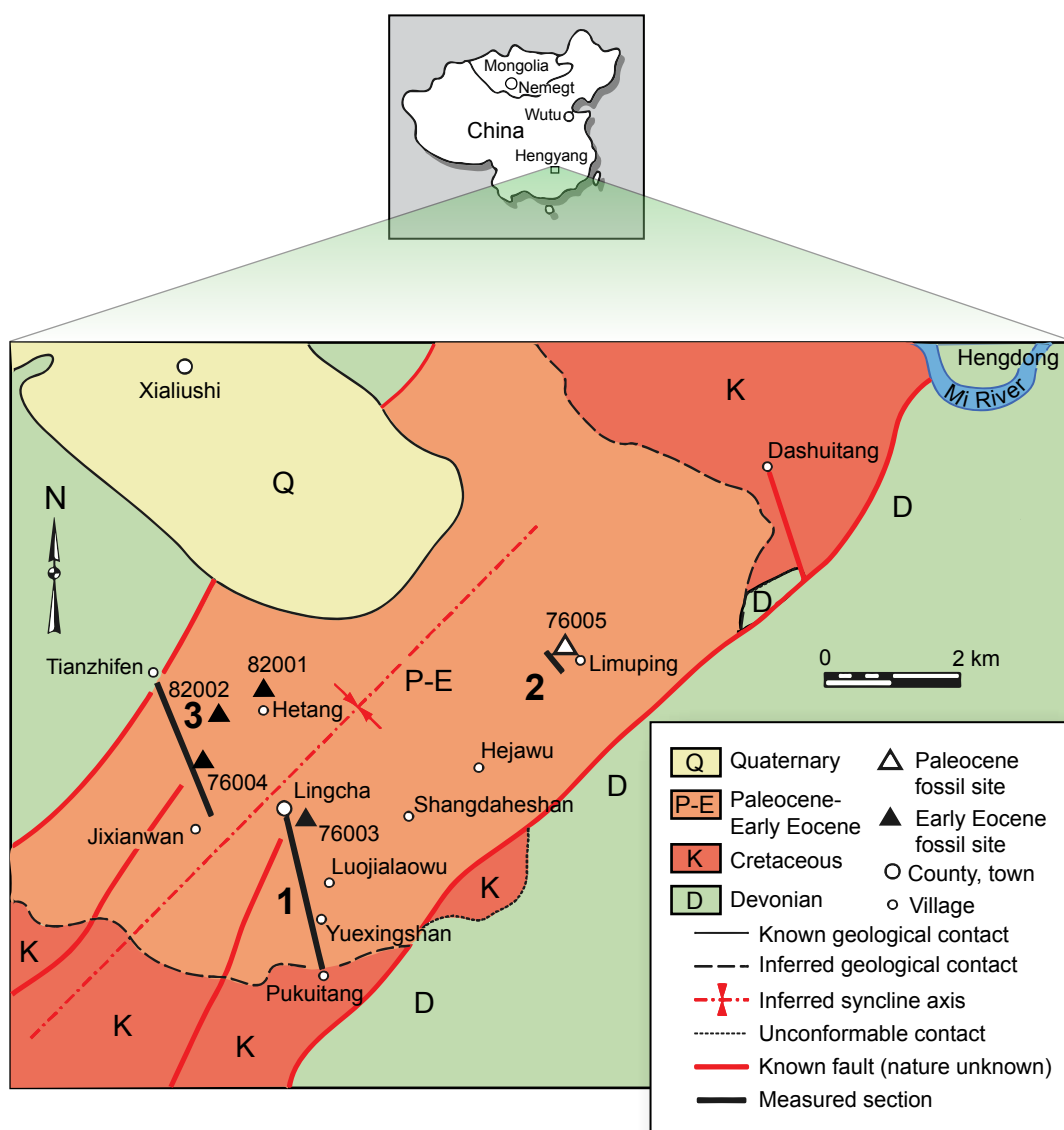 Mongolia
Nemegt
Wutu
China
Hengyang
Hengdong
Mi River
Xialiushi
K
Dashuitang
Q
N
D
D
76005
Limuping
Tianzhifen
82001
P-E
0 2 km
82002
2
3
Hetang
76004
Hejawu
Lingcha
Shangdaheshan
D
Jixianwan
76003
Luojialaowu
K
1
Yuexingshan
K
Pukuitang
D
K
K
Q Quaternary
P-E Paleocene-
Early Eocene
K Cretaceous
D Devonian
Paleocene
fossil site
Early Eocene
fossil site
County, town
Village
Known geological contact
Inferred geological contact
Inferred syncline axis
Unconformable contact
Known fault (nature unknown)
Measured section